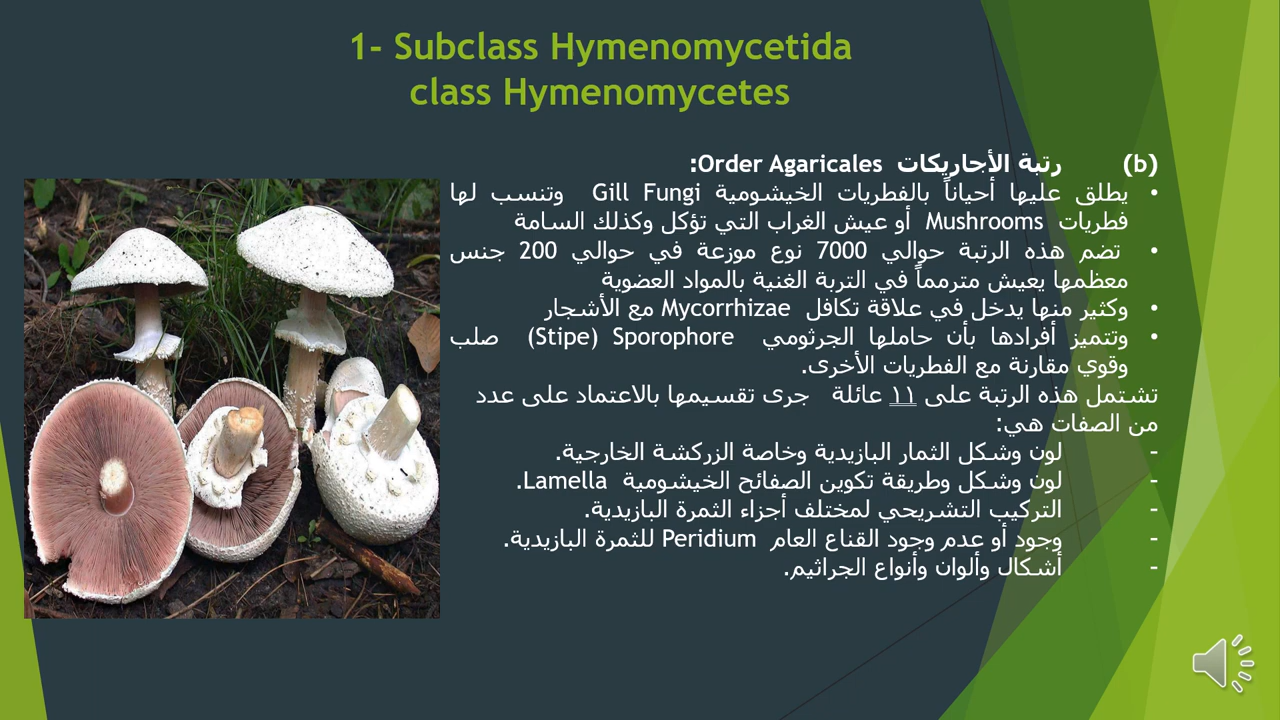 1- Subclass Hymenomycetida
class Hymenomycetes
(b) رتبة الأجاريكات Order Agaricales:
• يطلق عليها أحياناً بالفطريات الخيشومية Gill Fungi وتنسب لها
فطريات Mushrooms أو عيش الغراب التي تؤكل وكذلك السامة
• تضم هذه الرتبة حوالي 7000 نوع موزعة في حوالي 200 جنس
معظمها يعيش مترمماً في التربة الغنية بالمواد العضوية
• وكثير منها يدخل في علاقة تكافل Mycorrhizae مع الأشجار
• وتتميز أفرادها بأن حاملها الجرثومي Sporophore (Stipe) صلب
وقوي مقارنة مع الفطريات الأخرى.
تشتمل هذه الرتبة على ١١ عائلة جرى تقسيمها بالاعتماد على عدد
من الصفات هي:
- لون وشكل الثمار البازيدية وخاصة الزركشة الخارجية.
- لون وشكل وطريقة تكوين الصفائح الخيشومية Lamella.
- التركيب التشريحي لمختلف أجزاء الثمرة البازيدية.
- وجود أو عدم وجود القناع العام Peridium للثمرة البازيدية.
- أشكال وألوان وأنواع الجراثيم.